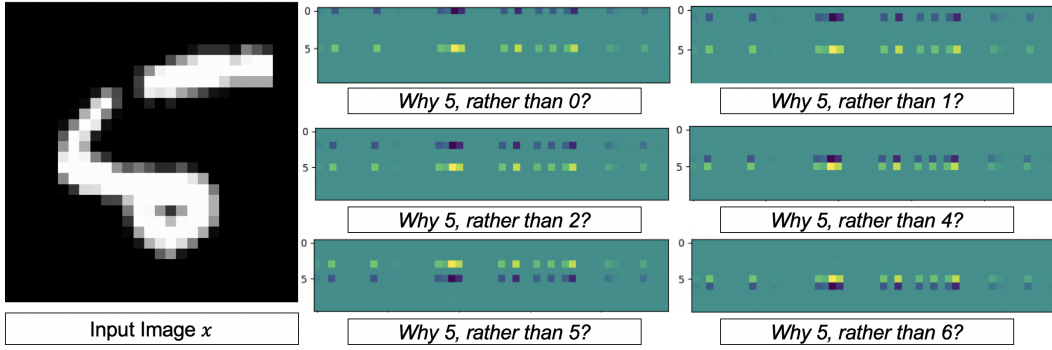 0
5
Why 5, rather than 0?
0
5
Why 5, rather than 1?
0
5
Why 5, rather than 2?
0
5
Why 5, rather than 4?
0
5
Why 5, rather than 5?
0
5
Why 5, rather than 6?
Input Image x